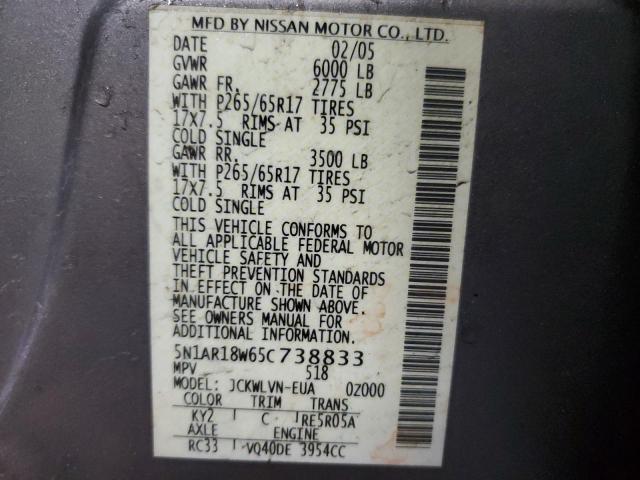 MFD BY NISSAN MOTOR CO., LTD.
DATE 02/05
GVWR 6000 LB
GAWR FR. 2775 LB
WITH P265/65R17 TIRES
17X7.5 RIMS AT 35 PSI
COLD SINGLE
GAWR RR. 3500 LB
WITH P265/65R17 TIRES
17X7.5 RIMS AT 35 PSI
COLD SINGLE
THIS VEHICLE CONFORMS TO
ALL APPLICABLE FEDERAL MOTOR
VEHICLE SAFETY AND
THEFT PREVENTION STANDARDS
IN EFFECT ON THE DATE OF
MANUFACTURE SHOWN ABOVE.
SEE OWNERS MANUAL FOR
ADDITIONAL INFORMATION.
5N1AR18W65C738833
MPV 518
MODEL: JCKWLVN-EUA 0Z000
COLOR TRIM TRANS
KY2 C RE5R05A
AXLE ENGINE
RC33 VQ40DE 3954CC